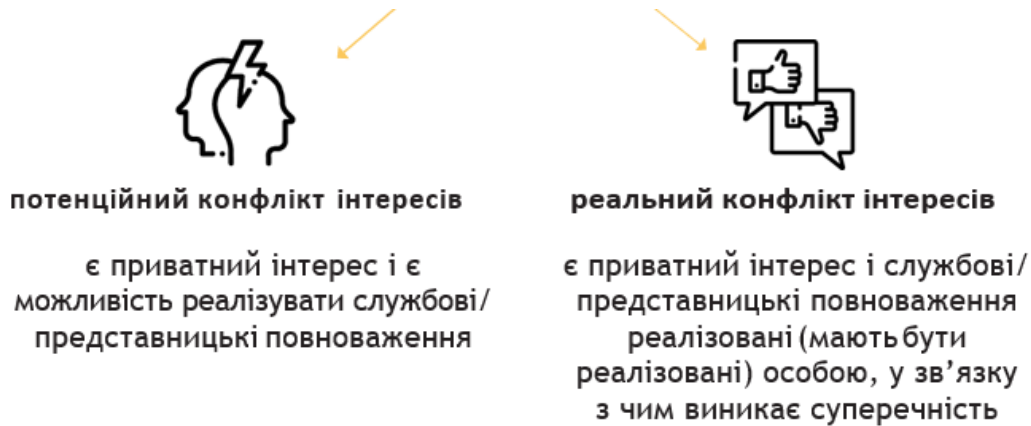 потенційний конфлікт інтересів
є приватний інтерес і є
можливість реалізувати службові/
представницькі повноваження
реальний конфлікт інтересів
є приватний інтерес і службові/
представницькі повноваження
реалізовані (мають бути
реалізовані) особою, у зв’язку
з чим виникає суперечність